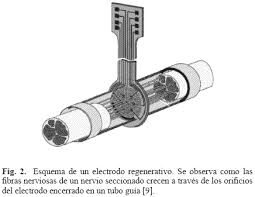 Fig. 2. Esquema de un electrodo regenerativo. Se observa como las
fibras nerviosas de un nervio seccionado crecen a través de los orificios
del electrodo encerrado en un tubo guía [9].